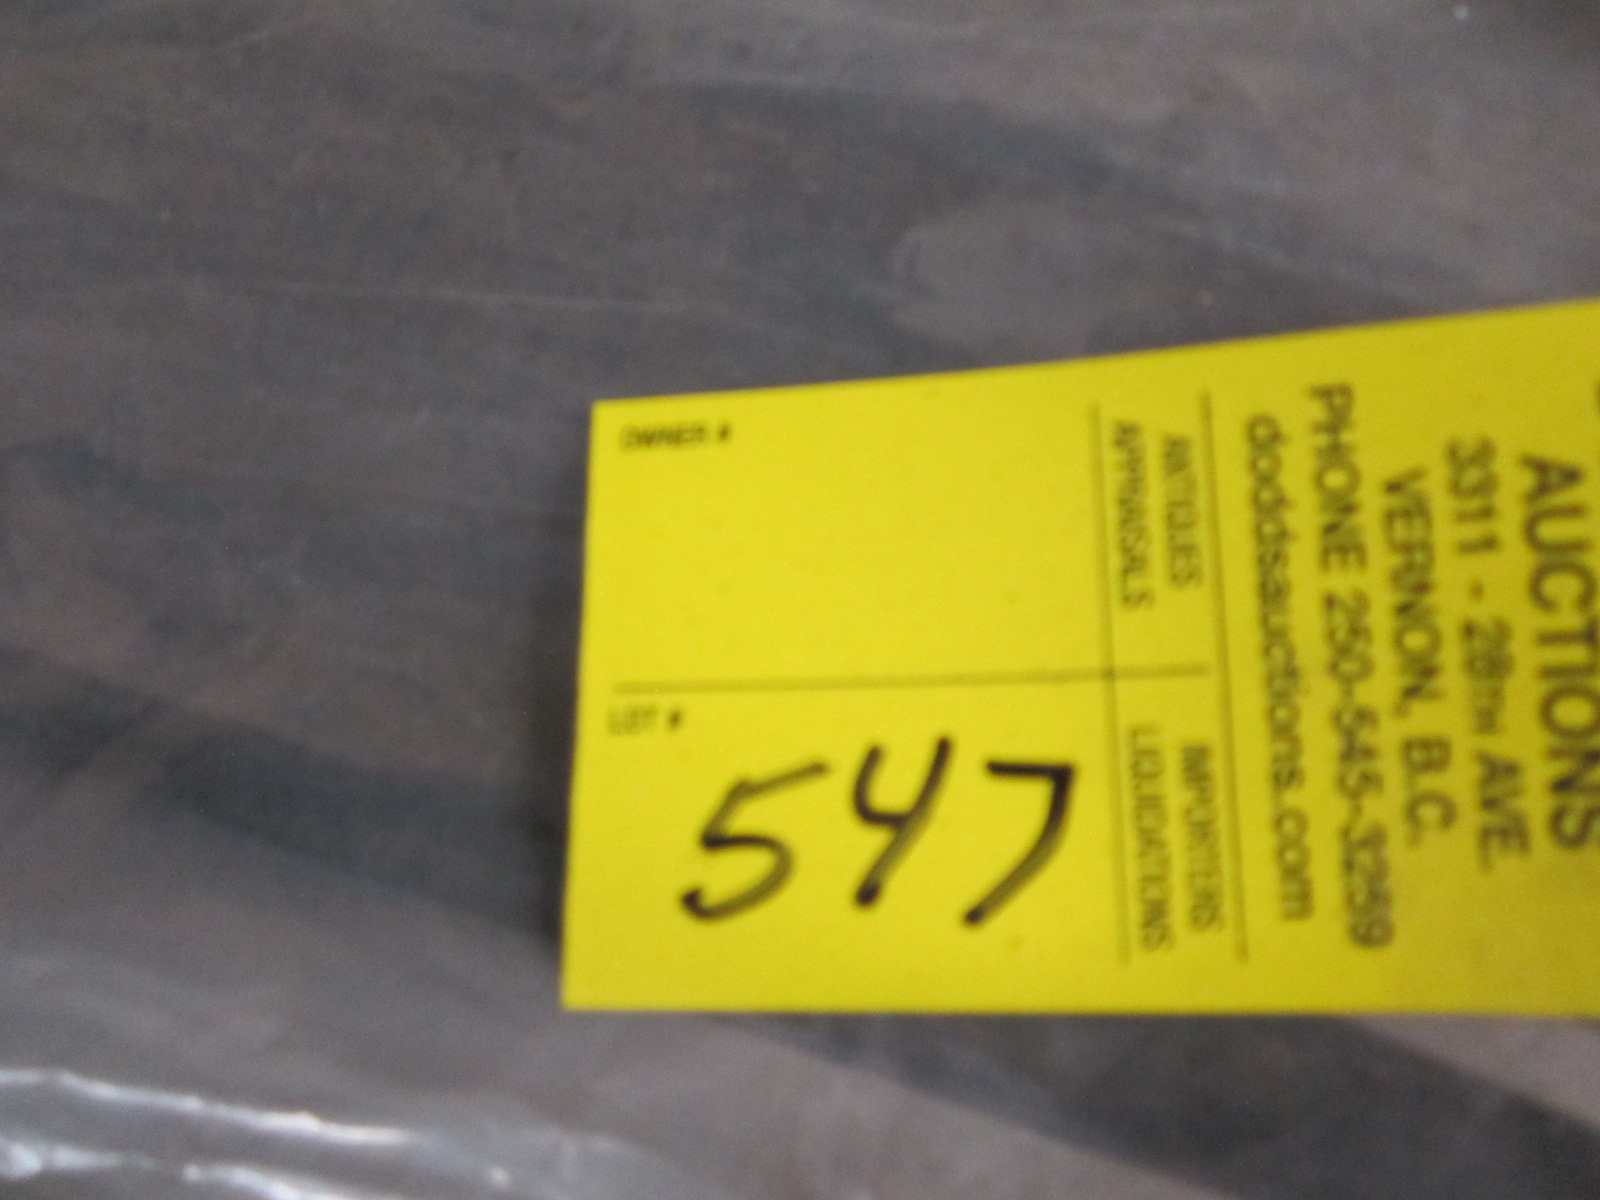 OWNER #
LOT #
547
AUCTIONS
3311 - 28TH AVE.
VERNON, B.C.
PHONE 250-545-3259
doddsauctions.com
ANTIQUES
APPRAISALS
IMPORTERS
LIQUIDATIONS